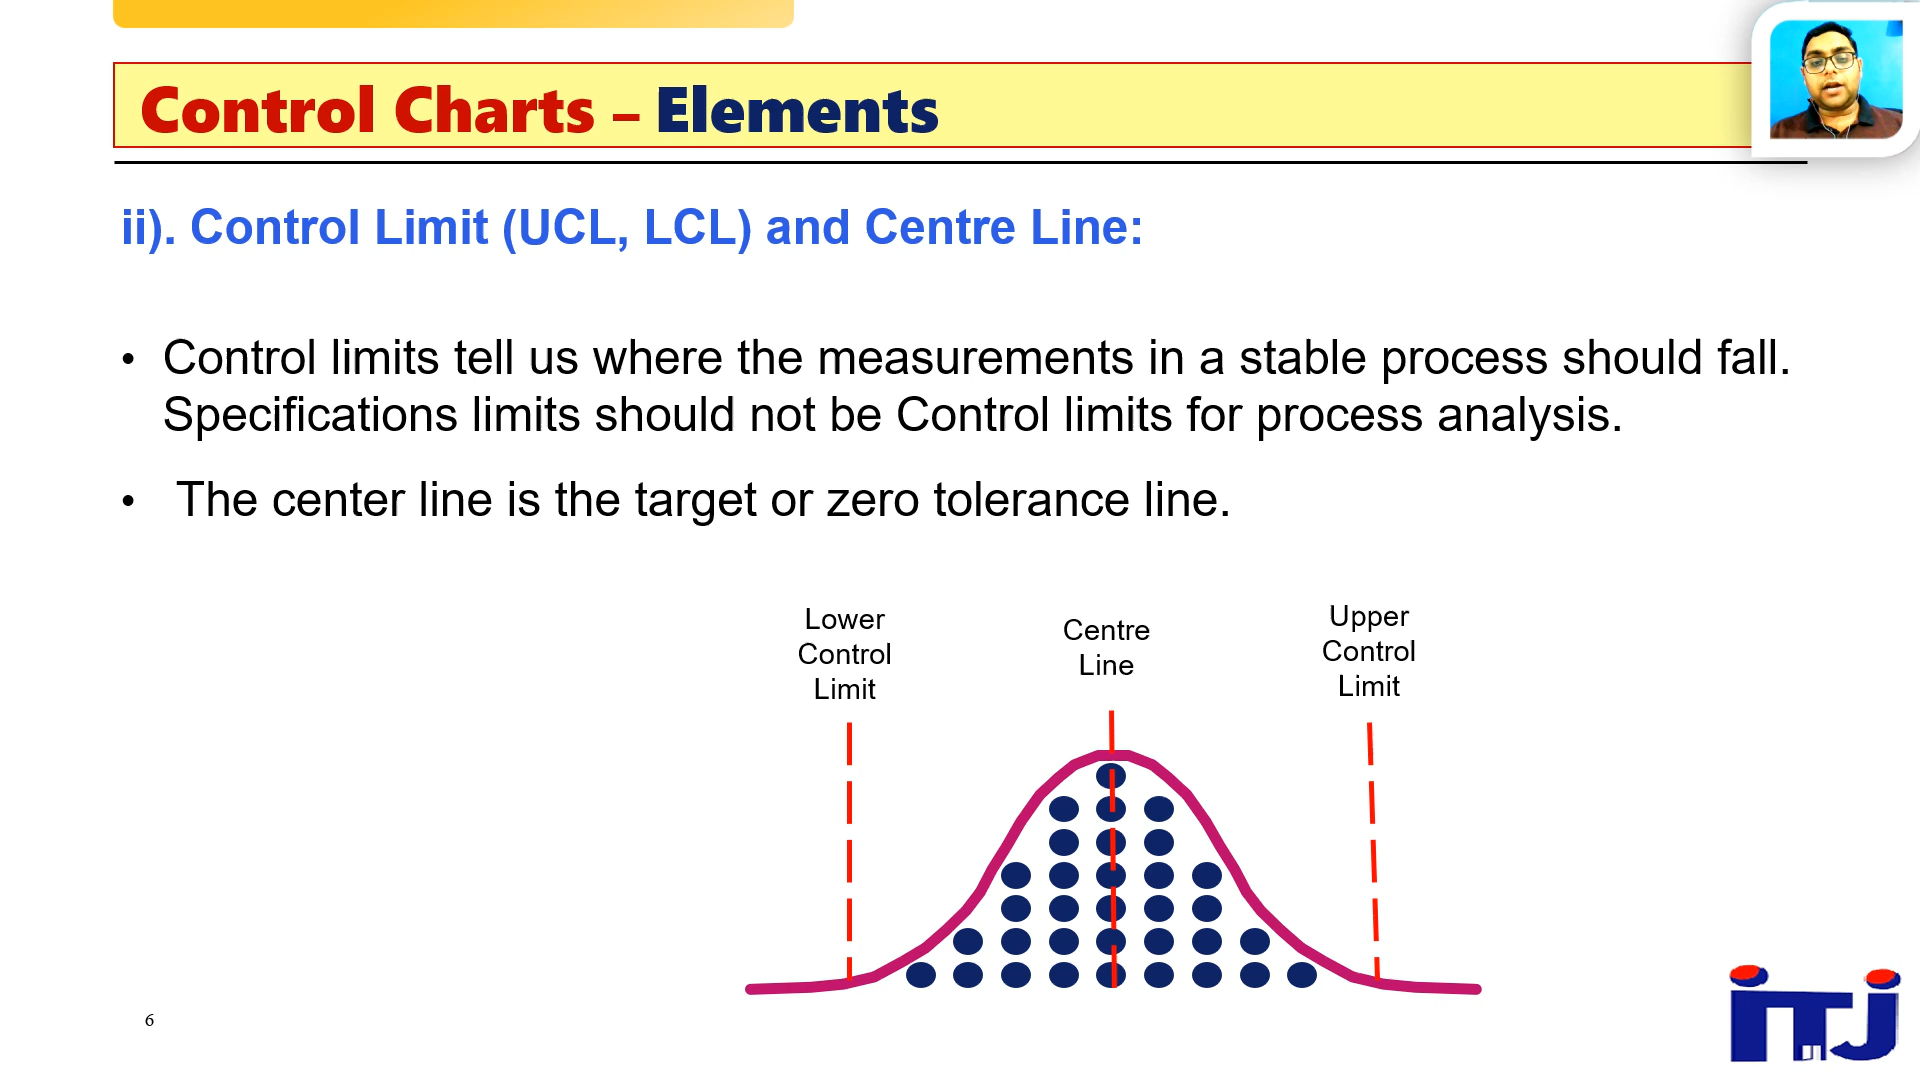 Control Charts – Elements
ii). Control Limit (UCL, LCL) and Centre Line:
• Control limits tell us where the measurements in a stable process should fall.
Specifications limits should not be Control limits for process analysis.
• The center line is the target or zero tolerance line.
Lower
Control
Limit
Centre
Line
Upper
Control
Limit
6
iTJ